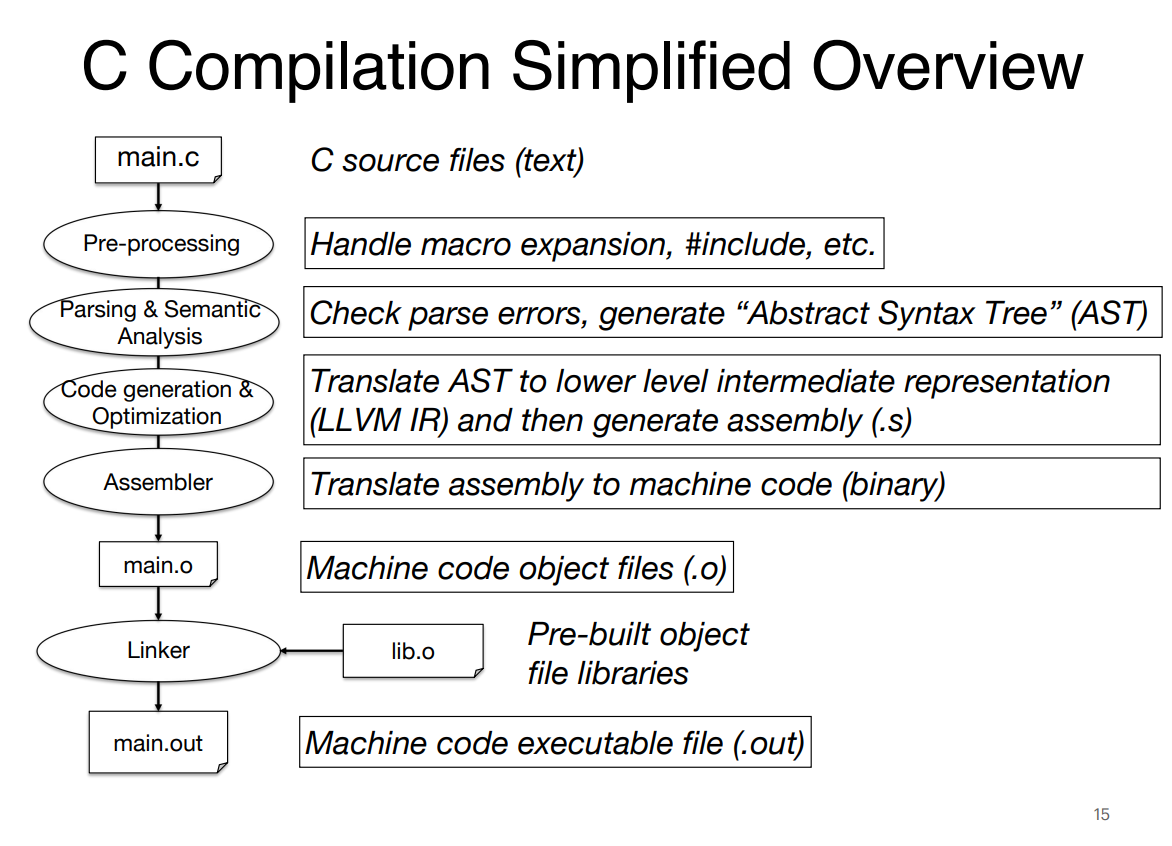 C Compilation Simplified Overview
main.c
C source files (text)
Pre-processing
Handle macro expansion, #include, etc.
Parsing & Semantic
Analysis
Check parse errors, generate “Abstract Syntax Tree” (AST)
Code generation &
Optimization
Translate AST to lower level intermediate representation
(LLVM IR) and then generate assembly (.s)
Assembler
Translate assembly to machine code (binary)
main.o
Machine code object files (.o)
Linker
lib.o
Pre-built object
file libraries
main.out
Machine code executable file (.out)
15